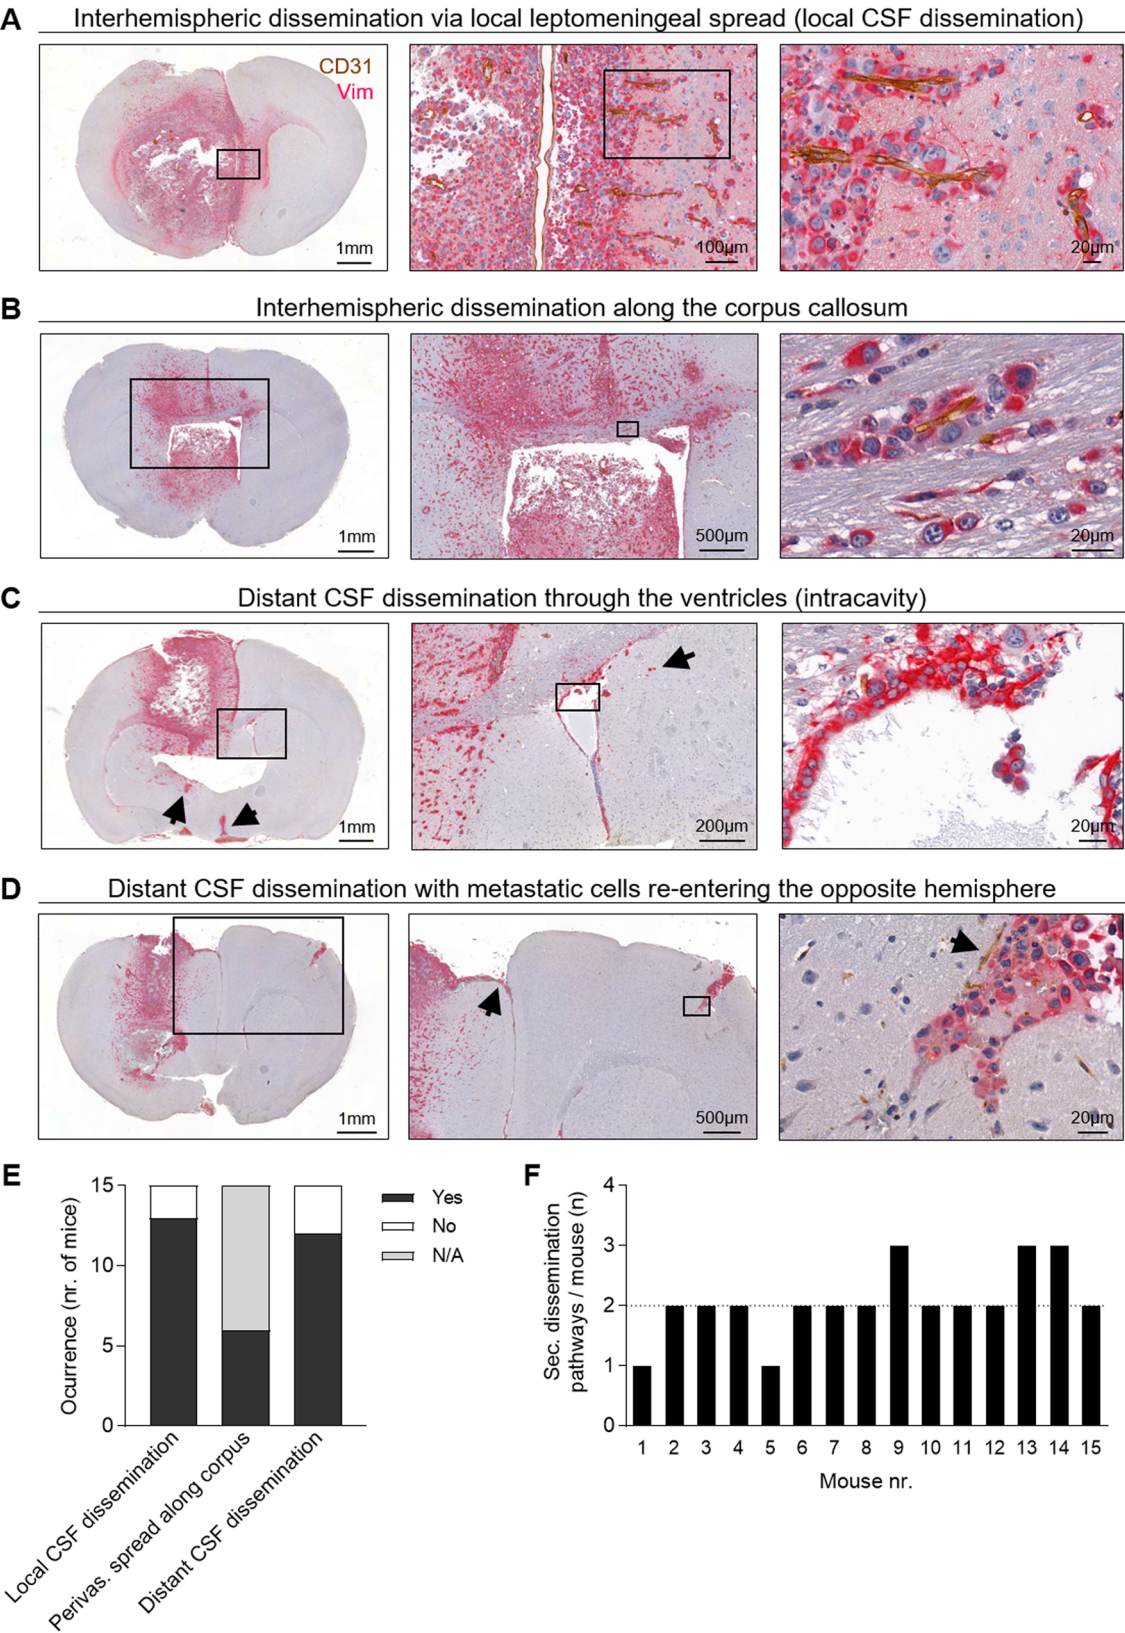 A Interhemispheric dissemination via local leptomeningeal spread (local CSF dissemination)
CD31
Vim
1mm
100µm
20µm
B Interhemispheric dissemination along the corpus callosum
1mm
500µm
20µm
C Distant CSF dissemination through the ventricles (intracavity)
1mm
200µm
20µm
D Distant CSF dissemination with metastatic cells re-entering the opposite hemisphere
1mm
500µm
20µm
E
Ocurrence (nr. of mice)
15
10
5
0
Yes
No
N/A
Local CSF dissemination
Perivas. spread along corpus
Distant CSF dissemination
F
Sec. dissemination
pathways / mouse (n)
4
3
2
1
0
1 2 3 4 5 6 7 8 9 10 11 12 13 14 15
Mouse nr.